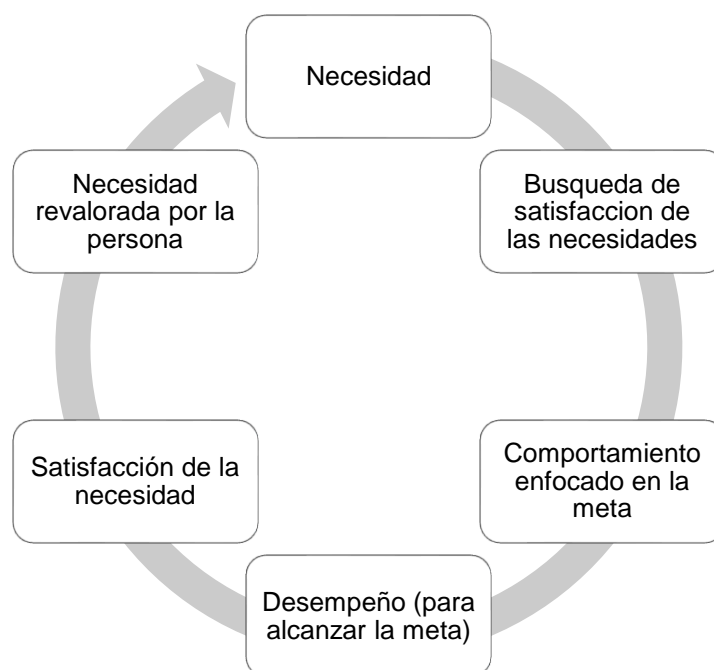 Necesidad
Busqueda de
satisfaccion de
las necesidades
Comportamiento
enfocado en la
meta
Desempeño (para
alcanzar la meta)
Satisfacción de la
necesidad
Necesidad
revalorada por la
persona